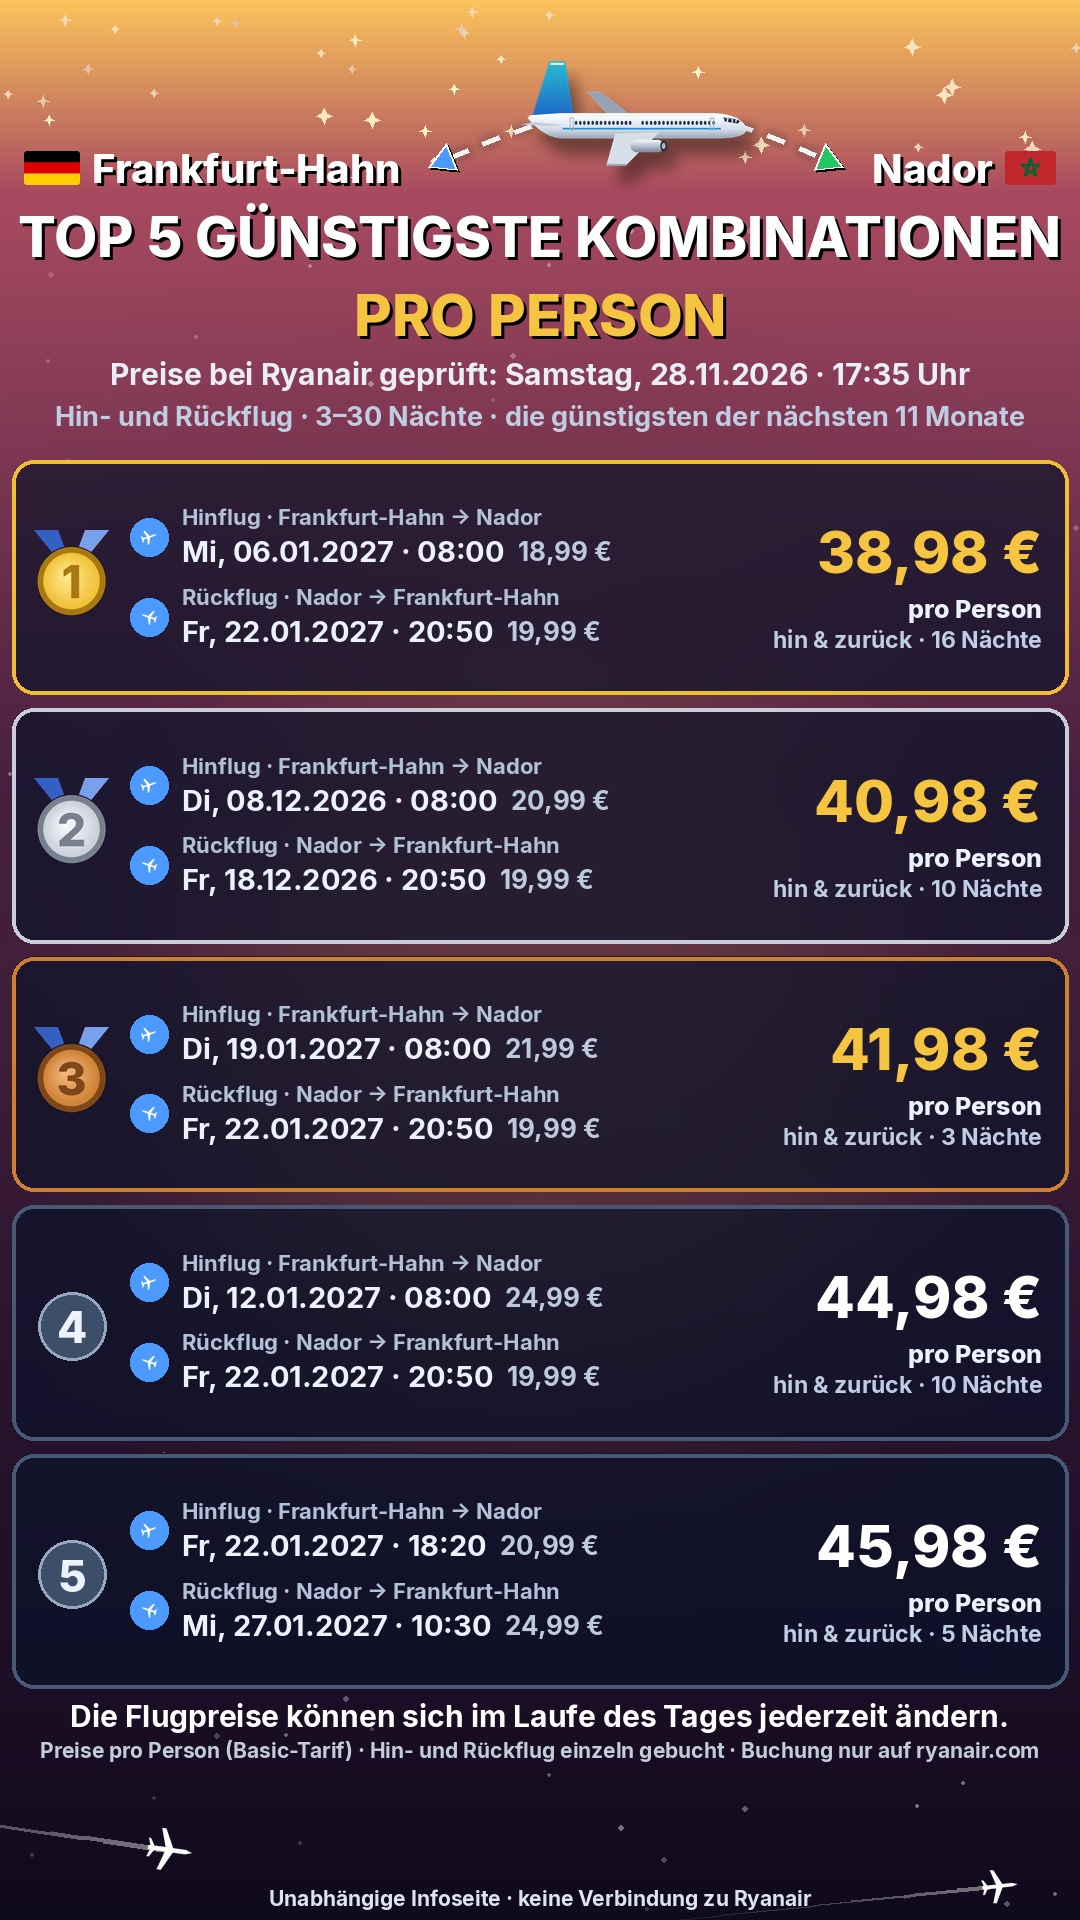 Frankfurt-Hahn
Nador
TOP 5 GÜNSTIGSTE KOMBINATIONEN
PRO PERSON
Preise bei Ryanair geprüft: Samstag, 28.11.2026 · 17:35 Uhr
Hin- und Rückflug · 3–30 Nächte · die günstigsten der nächsten 11 Monate
1
Hinflug · Frankfurt-Hahn → Nador
Mi, 06.01.2027 · 08:00 18,99 €
Rückflug · Nador → Frankfurt-Hahn
Fr, 22.01.2027 · 20:50 19,99 €
38,98 €
pro Person
hin & zurück · 16 Nächte
2
Hinflug · Frankfurt-Hahn → Nador
Di, 08.12.2026 · 08:00 20,99 €
Rückflug · Nador → Frankfurt-Hahn
Fr, 18.12.2026 · 20:50 19,99 €
40,98 €
pro Person
hin & zurück · 10 Nächte
3
Hinflug · Frankfurt-Hahn → Nador
Di, 19.01.2027 · 08:00 21,99 €
Rückflug · Nador → Frankfurt-Hahn
Fr, 22.01.2027 · 20:50 19,99 €
41,98 €
pro Person
hin & zurück · 3 Nächte
4
Hinflug · Frankfurt-Hahn → Nador
Di, 12.01.2027 · 08:00 24,99 €
Rückflug · Nador → Frankfurt-Hahn
Fr, 22.01.2027 · 20:50 19,99 €
44,98 €
pro Person
hin & zurück · 10 Nächte
5
Hinflug · Frankfurt-Hahn → Nador
Fr, 22.01.2027 · 18:20 20,99 €
Rückflug · Nador → Frankfurt-Hahn
Mi, 27.01.2027 · 10:30 24,99 €
45,98 €
pro Person
hin & zurück · 5 Nächte
Die Flugpreise können sich im Laufe des Tages jederzeit ändern.
Preise pro Person (Basic-Tarif) · Hin- und Rückflug einzeln gebucht · Buchung nur auf ryanair.com
Unabhängige Infoseite · keine Verbindung zu Ryanair